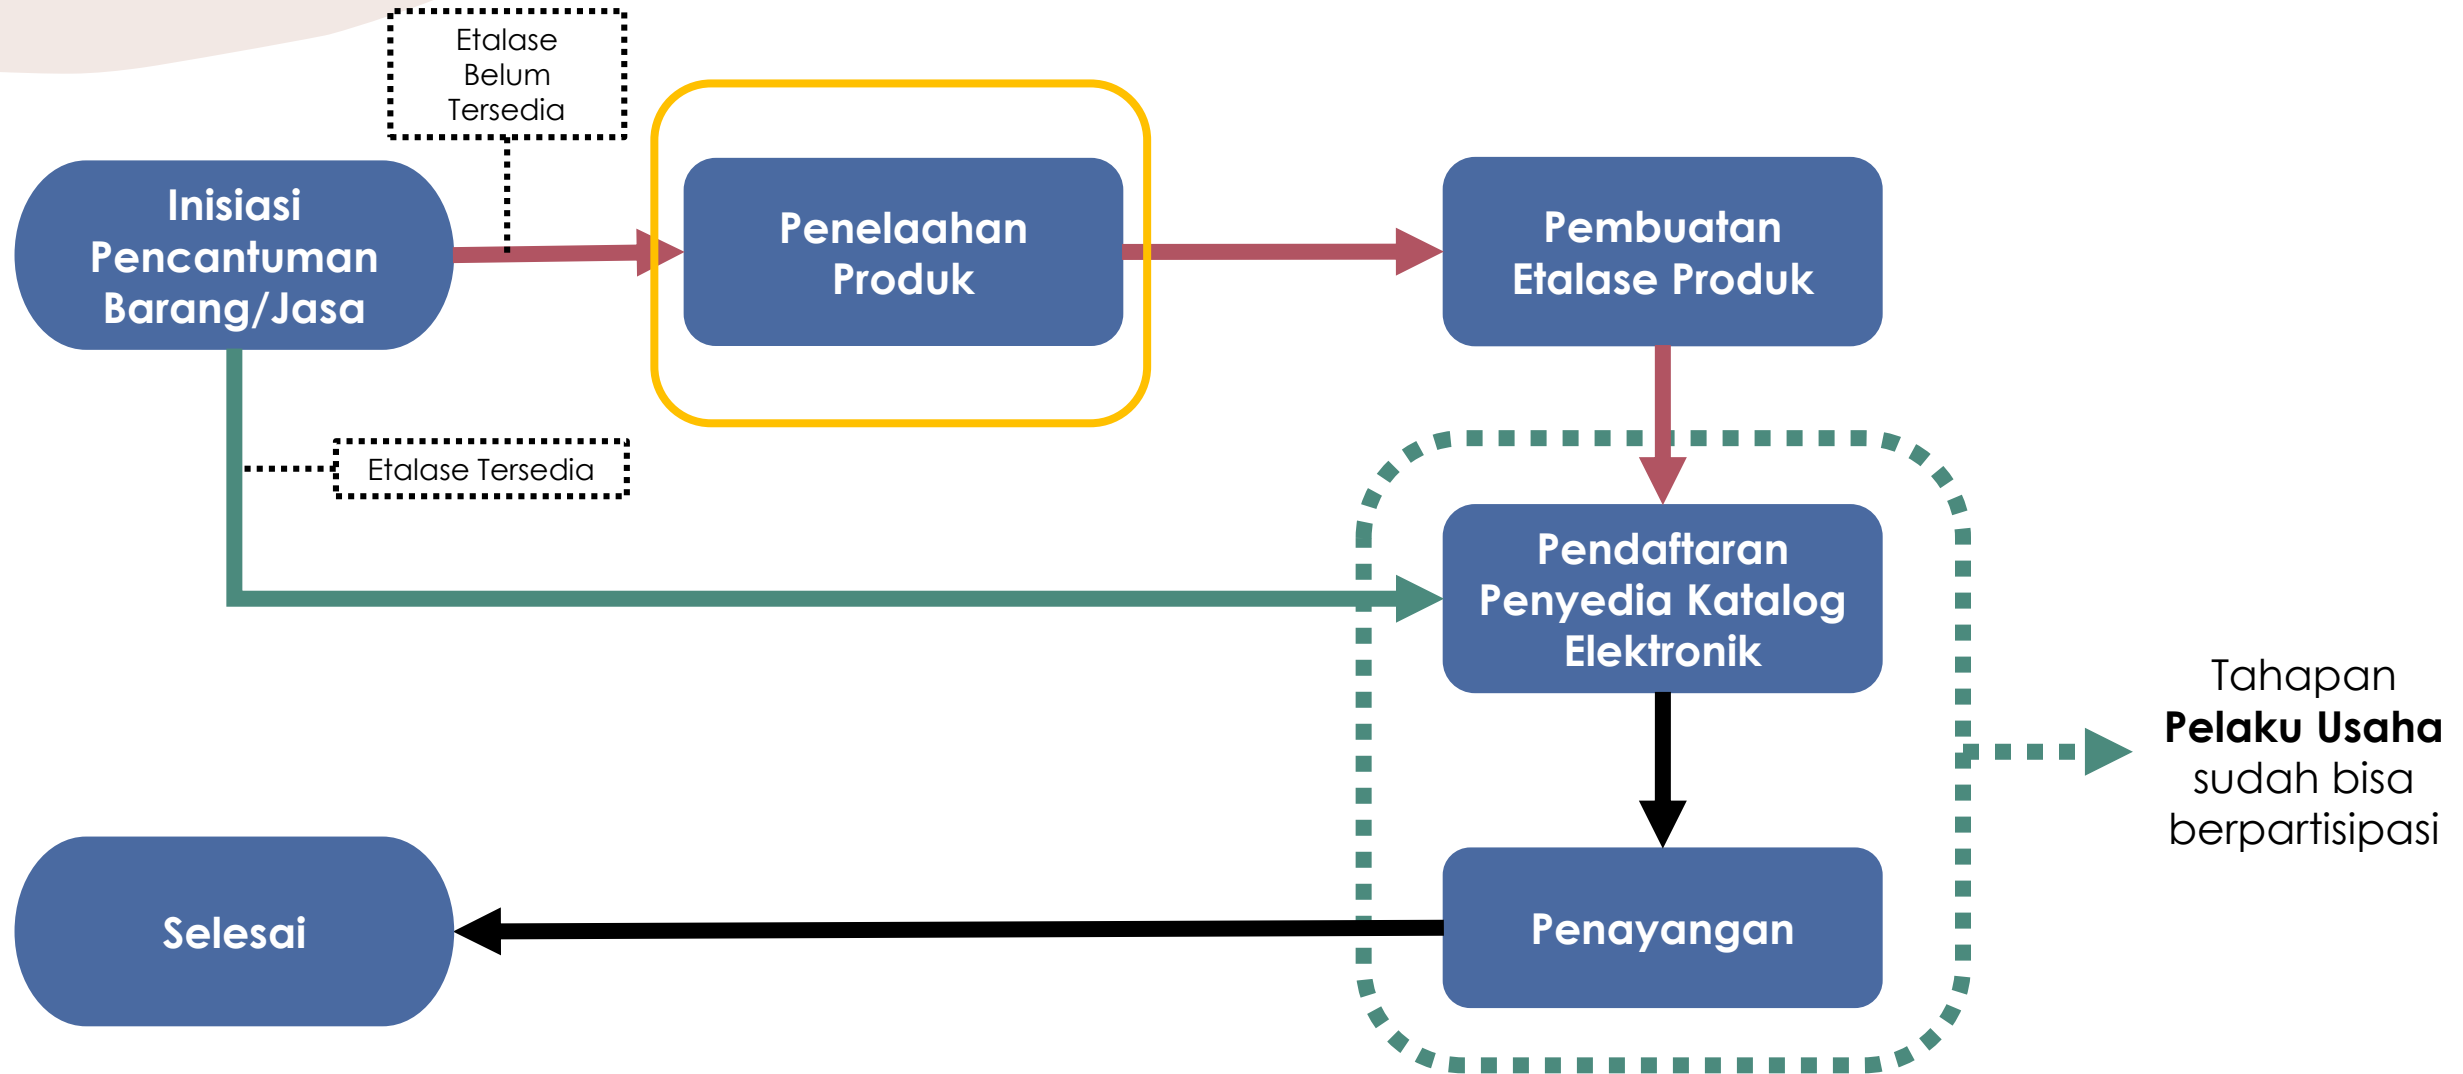 Etalase
Belum
Tersedia
Inisiasi
Pencantuman
Barang/Jasa
Penelaahan
Produk
Pembuatan
Etalase Produk
Etalase Tersedia
Pendaftaran
Penyedia Katalog
Elektronik
Tahapan
Pelaku Usaha
sudah bisa
berpartisipasi
Selesai
Penayangan